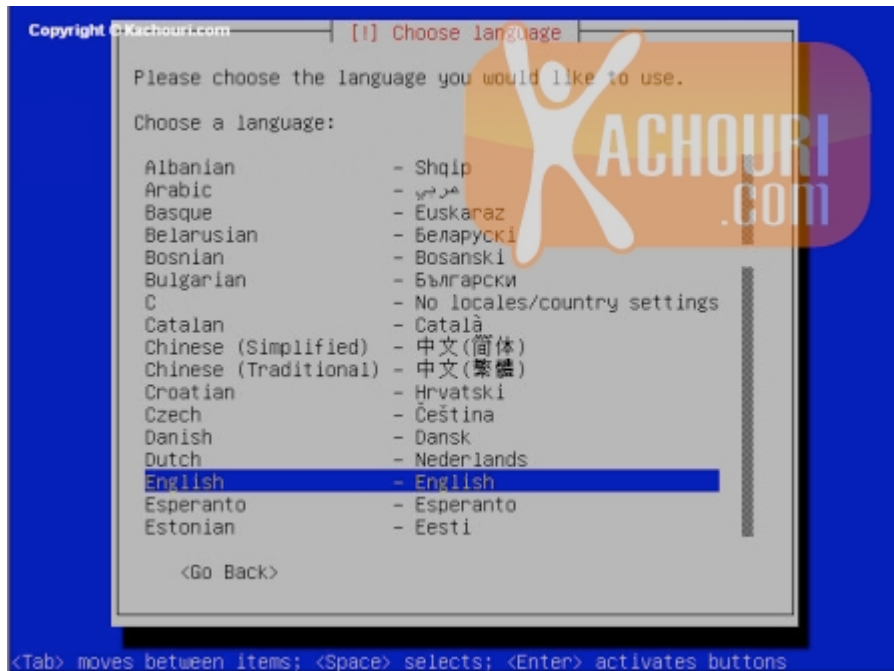 Copyright © Kachouri.com
[!] Choose language
Please choose the language you would like to use.
KACHOURI
.com
Choose a language:
Albanian - Shqip
Arabic - عربي
Basque - Euskaraz
Belarusian - Беларускі
Bosnian - Bosanski
Bulgarian - Български
C - No locales/country settings
Catalan - Català
Chinese (Simplified) - 中文(简体)
Chinese (Traditional) - 中文(繁體)
Croatian - Hrvatski
Czech - Čeština
Danish - Dansk
Dutch - Nederlands
English - English
Esperanto - Esperanto
Estonian - Eesti
<Go Back>
<Tab> moves between items; <Space> selects; <Enter> activates buttons